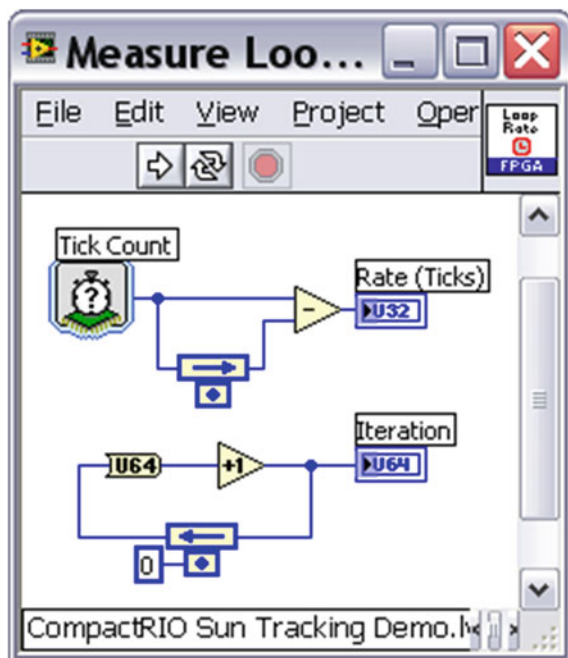 Measure Loo...
File Edit View Project Oper
Loop
Rate
FPGA
Tick Count
?
Rate (Ticks)
-
U32
Iteration
U64
+1
U64
0
CompactRIO Sun Tracking Demo.lv